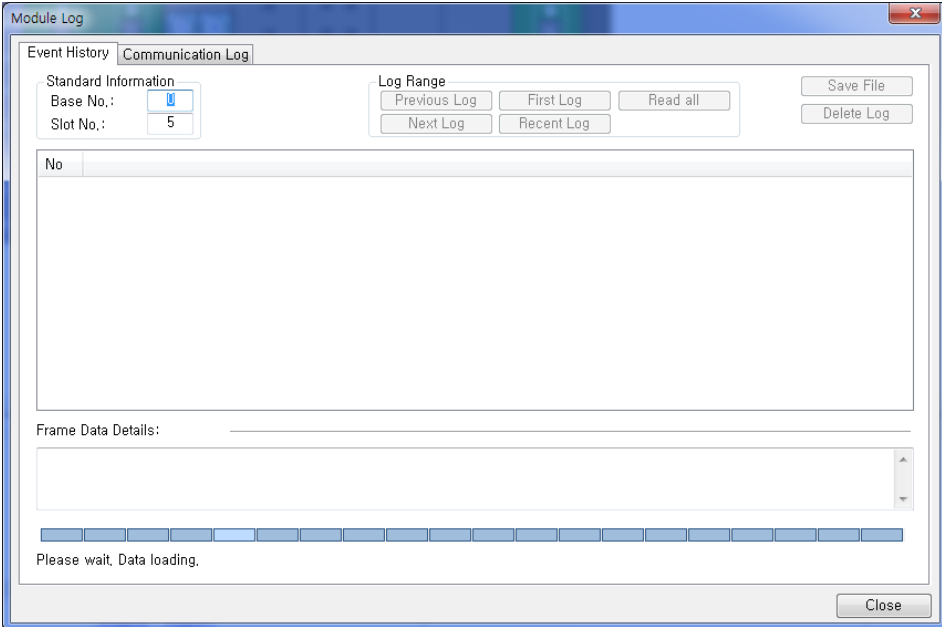 Module Log
Event History Communication Log
Standard Information
Base No.: 0
Slot No.: 5
Log Range
Previous Log First Log Read all
Next Log Recent Log
Save File
Delete Log
No
Frame Data Details:
Please wait. Data loading.
Close